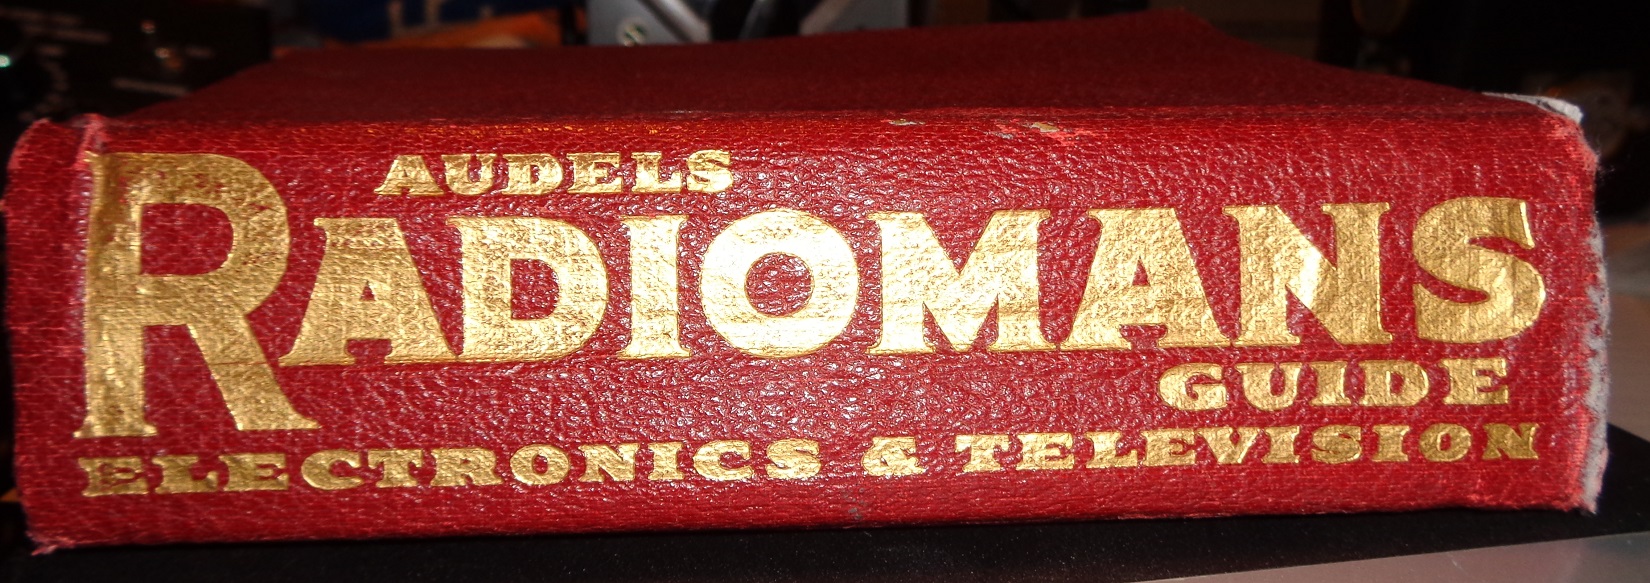 AUDELS
RADIOMANS
GUIDE
ELECTRONICS & TELEVISION